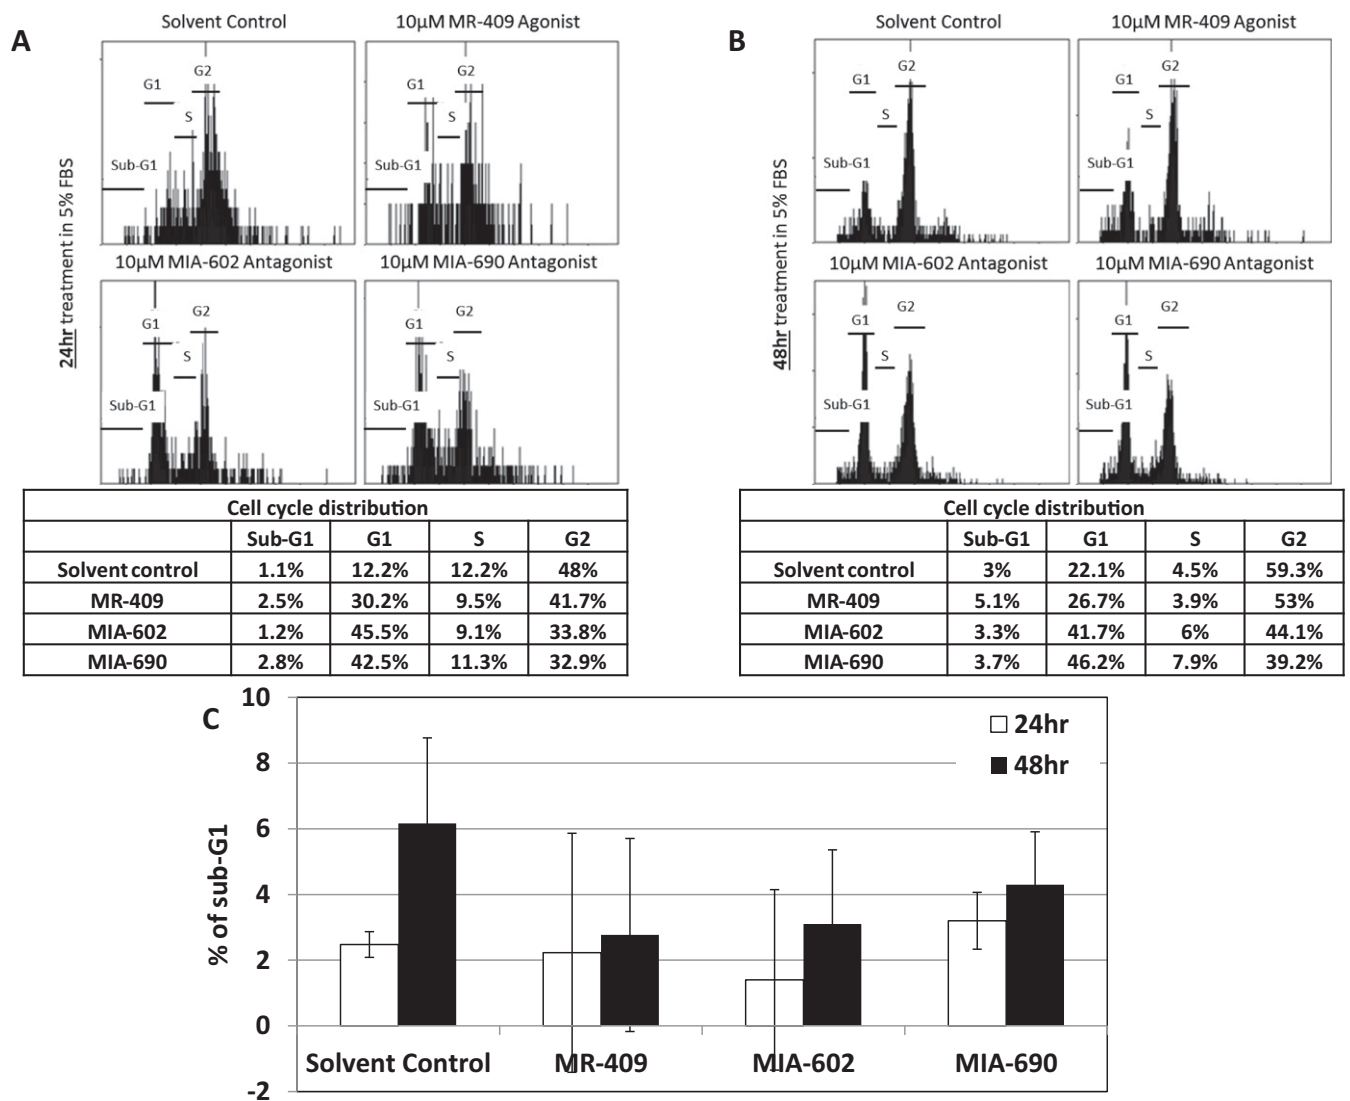 A
Solvent Control
10µM MR-409 Agonist
G1
G2
S
Sub-G1
G1
G2
S
Sub-G1
10µM MIA-602 Antagonist
10µM MIA-690 Antagonist
G1
G2
S
Sub-G1
G1
G2
S
Sub-G1
24hr treatment in 5% FBS
Cell cycle distribution
Sub-G1 G1 S G2
Solvent control 1.1% 12.2% 12.2% 48%
MR-409 2.5% 30.2% 9.5% 41.7%
MIA-602 1.2% 45.5% 9.1% 33.8%
MIA-690 2.8% 42.5% 11.3% 32.9%
B
Solvent Control
10µM MR-409 Agonist
G1
G2
S
Sub-G1
G1
G2
S
Sub-G1
10µM MIA-602 Antagonist
10µM MIA-690 Antagonist
G1
G2
S
Sub-G1
G1
G2
S
Sub-G1
48hr treatment in 5% FBS
Cell cycle distribution
Sub-G1 G1 S G2
Solvent control 3% 22.1% 4.5% 59.3%
MR-409 5.1% 26.7% 3.9% 53%
MIA-602 3.3% 41.7% 6% 44.1%
MIA-690 3.7% 46.2% 7.9% 39.2%
C
24hr
48hr
% of sub-G1
10
8
6
4
2
0
-2
Solvent Control MR-409 MIA-602 MIA-690